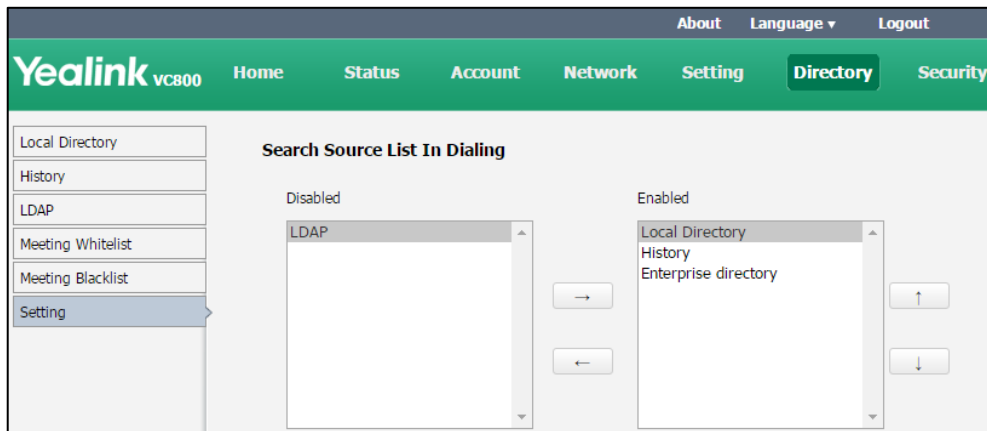 About Language ▾ Logout
Yealink VC800 Home Status Account Network Setting Directory Security
Local Directory
History
LDAP
Meeting Whitelist
Meeting Blacklist
Setting
Search Source List In Dialing
Disabled
LDAP
→
←
Enabled
Local Directory
History
Enterprise directory
↑
↓